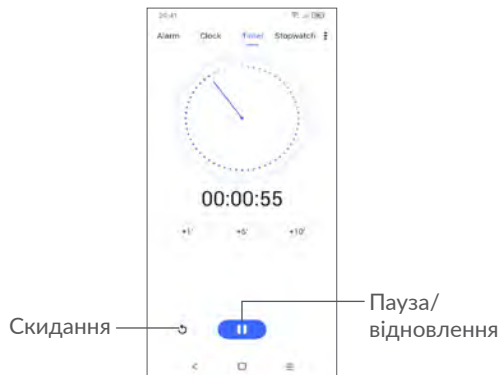 20:41
Alarm Clock Timer Stopwatch
00:00:55
+1' +5' +10'
Скидання
Пауза/
відновлення